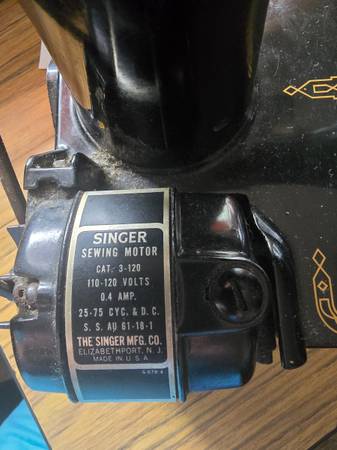 SINGER
SEWING MOTOR
CAT. 3-120
110-120 VOLTS
0.4 AMP.
25-75 CYC. & D. C.
S. S. AU 61-18-1
THE SINGER MFG. CO.
ELIZABETHPORT, N. J.
MADE IN U. S. A.